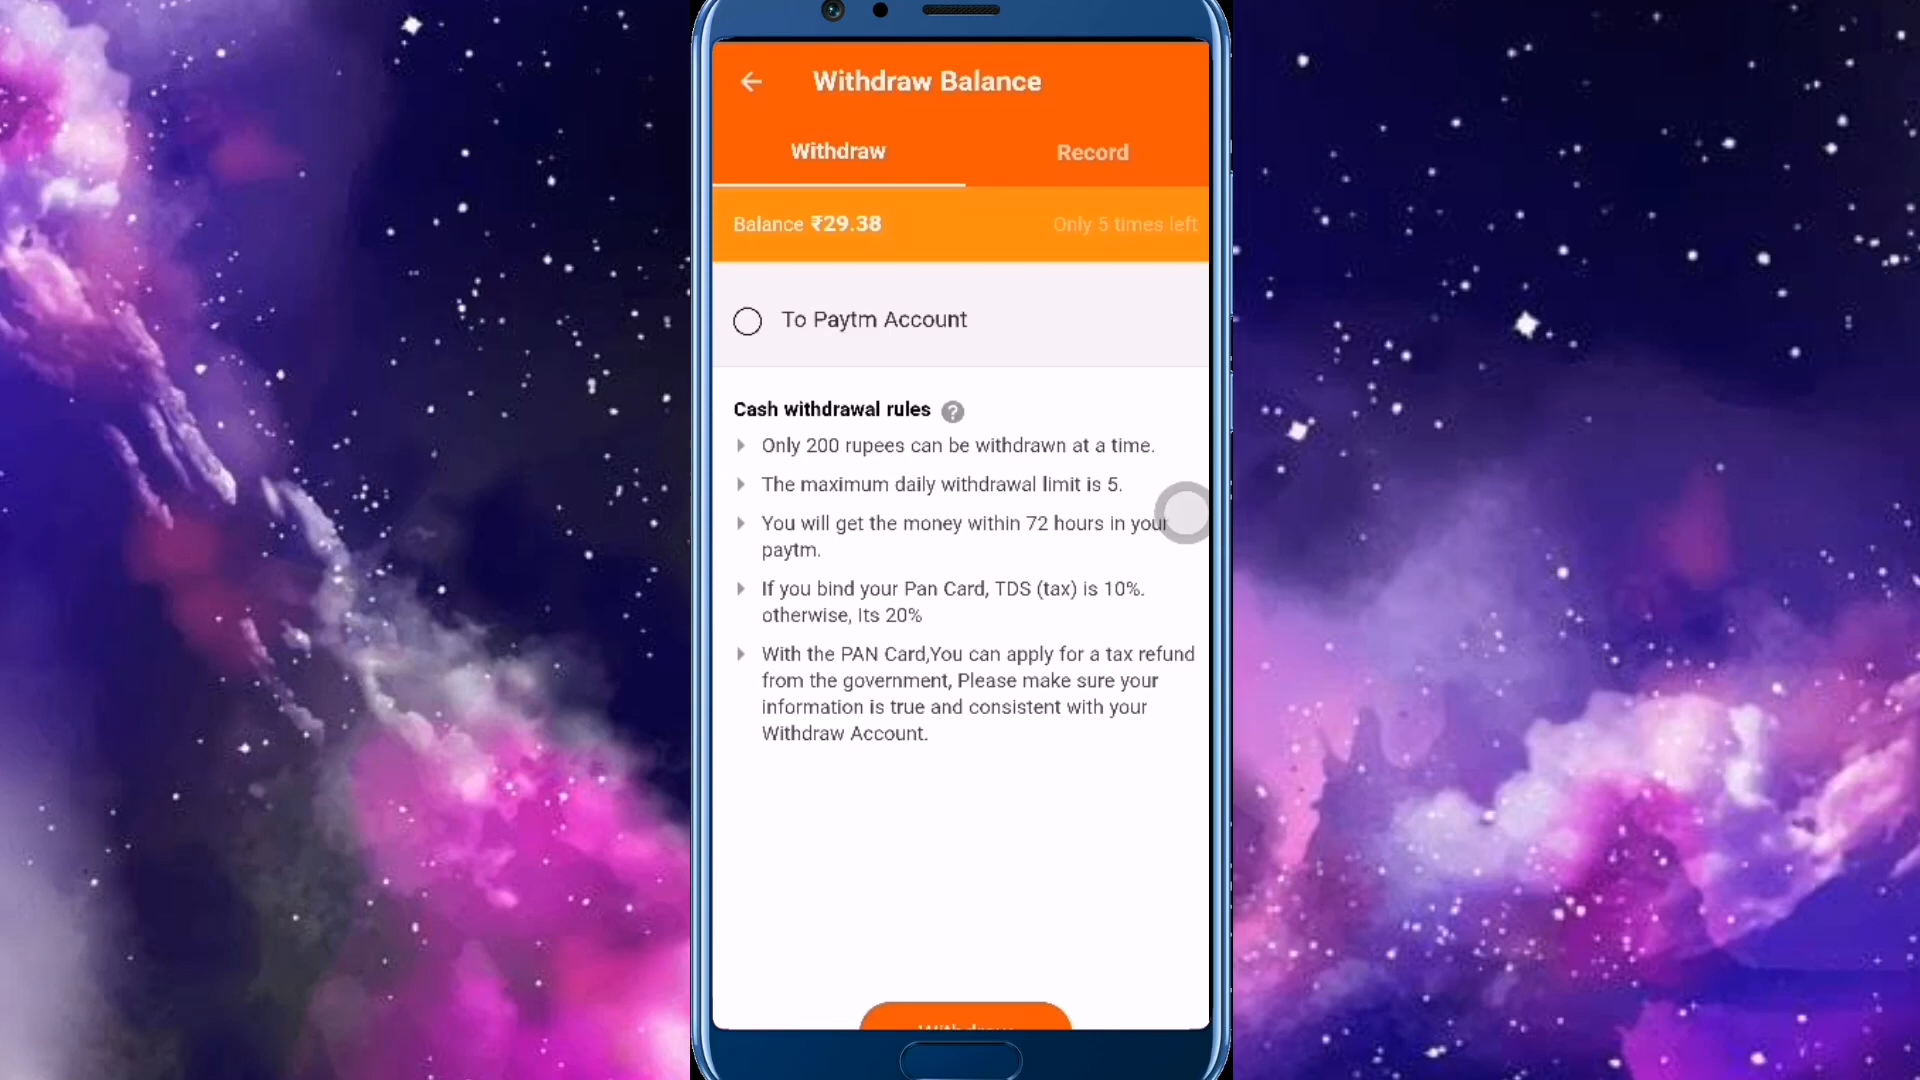 Withdraw Balance
Withdraw
Record
Balance ₹29.38
Only 5 times left
To Paytm Account
Cash withdrawal rules ?
Only 200 rupees can be withdrawn at a time.
The maximum daily withdrawal limit is 5.
You will get the money within 72 hours in your
paytm.
If you bind your Pan Card, TDS (tax) is 10%.
otherwise, Its 20%
With the PAN Card,You can apply for a tax refund
from the government, Please make sure your
information is true and consistent with your
Withdraw Account.
Withdraw